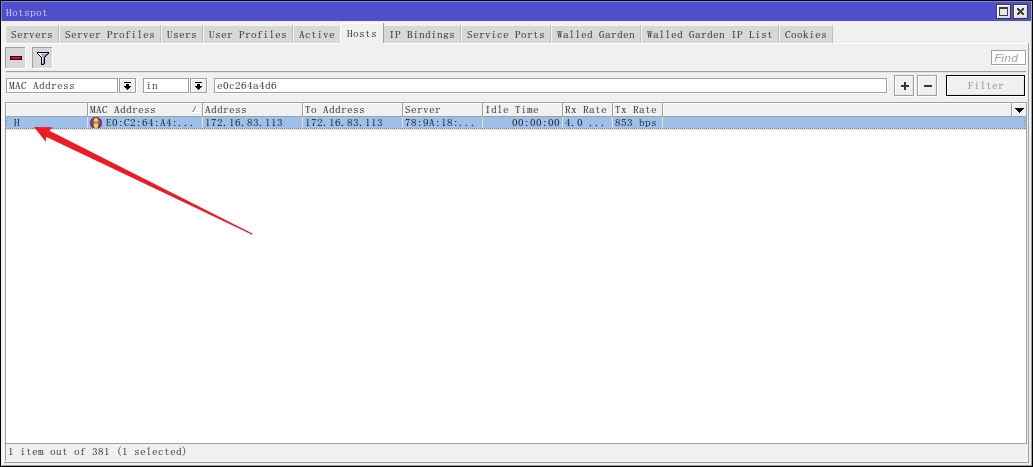 Hotspot
Servers Server Profiles Users User Profiles Active Hosts IP Bindings Service Ports Walled Garden Walled Garden IP List Cookies
Find
MAC Address in e0c264a4d6 Filter
MAC Address Address To Address Server Idle Time Rx Rate Tx Rate
H E0:C2:64:A4:... 172.16.83.113 172.16.83.113 78:9A:18:... 00:00:00 4.0 ... 853 bps
1 item out of 381 (1 selected)